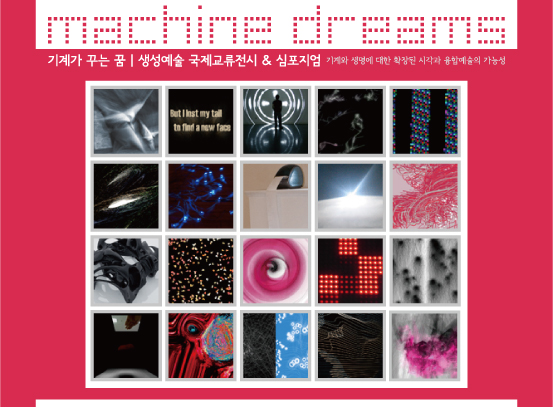 machine dreams
기계가 꾸는 꿈 | 생성예술 국제교류전시 & 심포지엄 기계와 생명에 대한 확장된 시각과 융합예술의 가능성
But I lost my tail
to find a new face